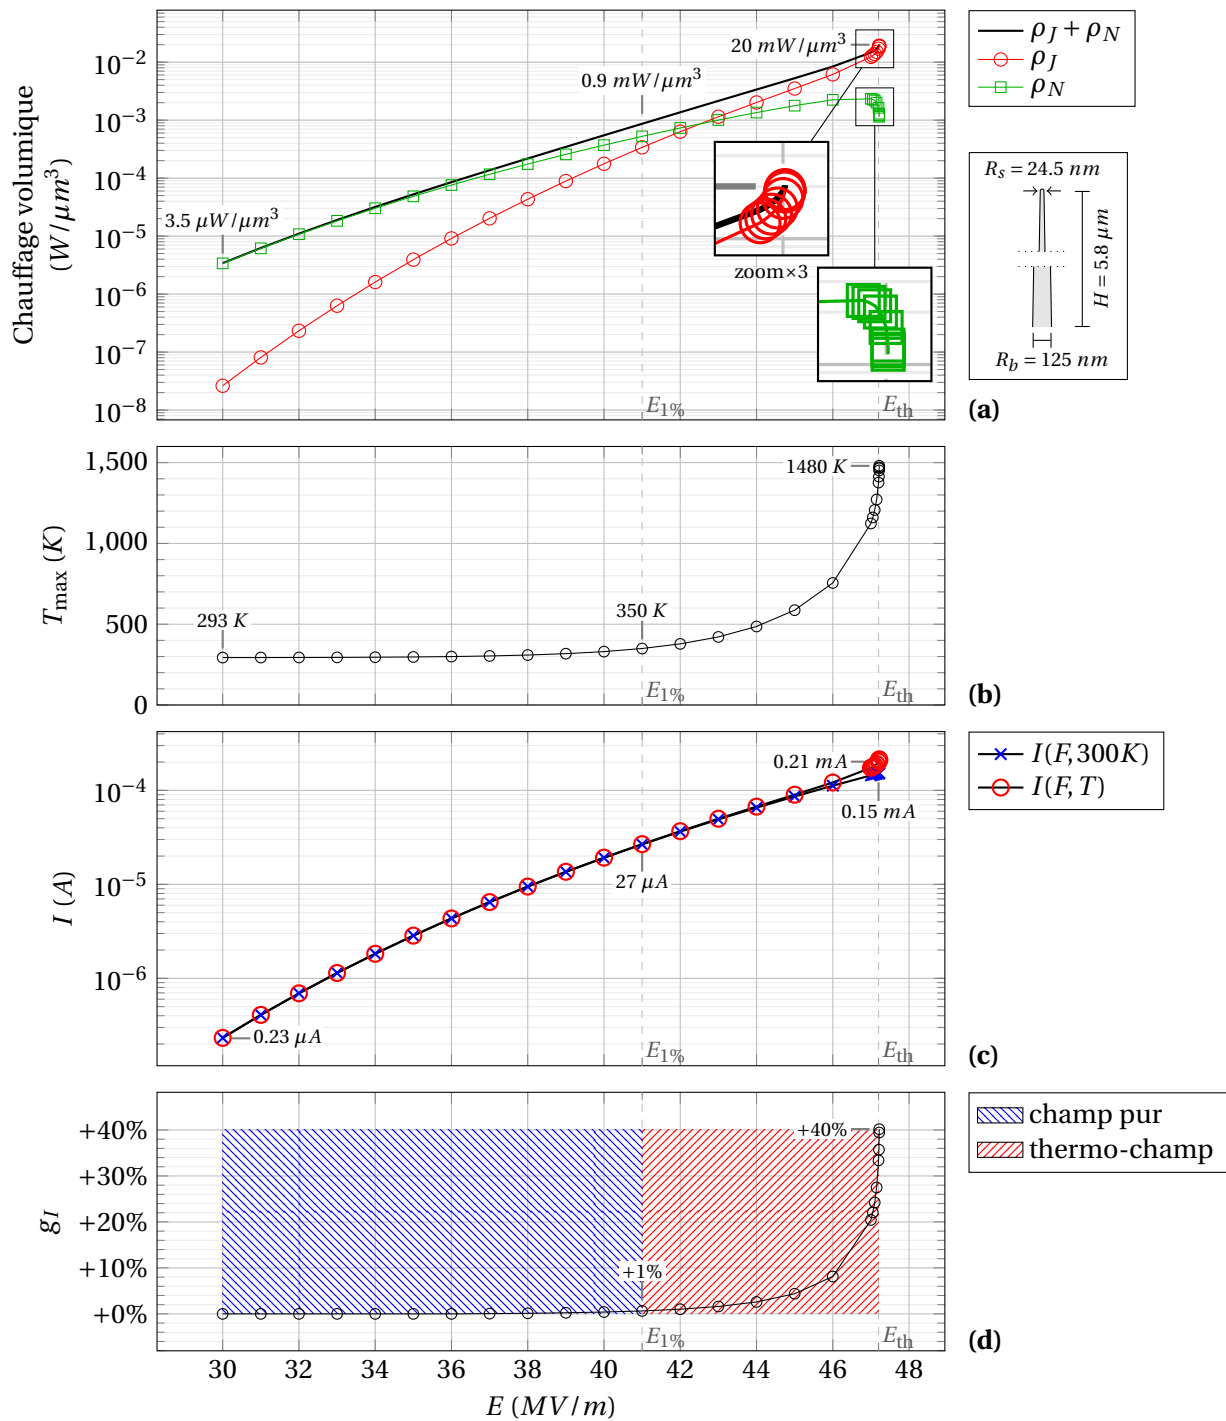 10⁻²
10⁻³
10⁻⁴
10⁻⁵
10⁻⁶
10⁻⁷
10⁻⁸
Chauffage volumique
(W/μm³)
20 mW/μm³
0.9 mW/μm³
3.5 μW/μm³
zoom×3
E1%
Eth
ρJ + ρN
ρJ
ρN
Rs = 24.5 nm
H = 5.8 μm
Rb = 125 nm
(a)
1,500
1,000
500
0
Tmax (K)
1480 K
350 K
293 K
E1%
Eth
(b)
10⁻⁴
10⁻⁵
10⁻⁶
I (A)
0.21 mA
0.15 mA
27 μA
0.23 μA
E1%
Eth
I(F,300K)
I(F,T)
(c)
+40%
+30%
+20%
+10%
+0%
gI
+40%
+1%
E1%
Eth
champ pur
thermo-champ
(d)
30 32 34 36 38 40 42 44 46 48
E (MV/m)